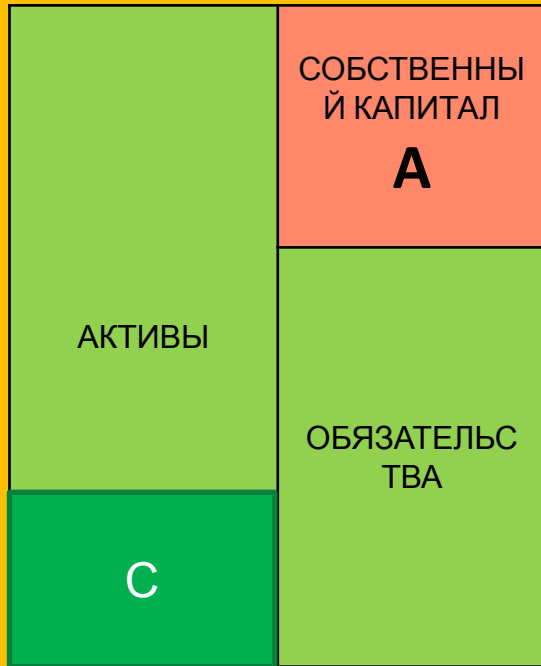 СОБСТВЕННЫ
Й КАПИТАЛ
А
АКТИВЫ
ОБЯЗАТЕЛЬС
ТВА
С